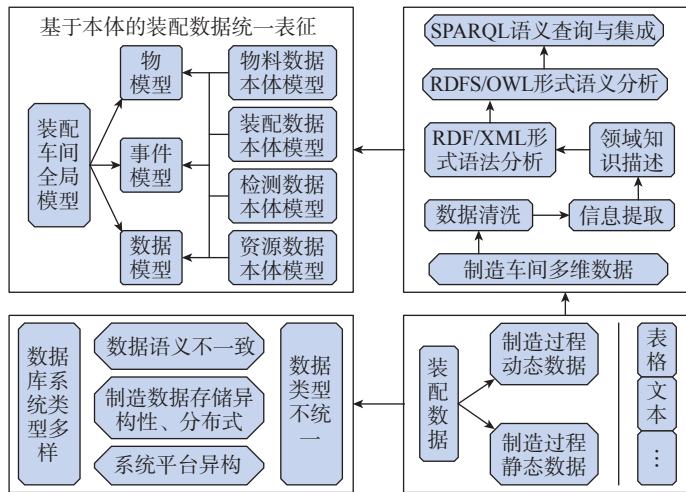 基于本体的装配数据统一表征
装配
车间
全局
模型
物
模型
事件
模型
数据
模型
物料数据
本体模型
装配数据
本体模型
检测数据
本体模型
资源数据
本体模型
SPARQL语义查询与集成
RDFS/OWL形式语义分析
RDF/XML形
式语法分析
领域知
识描述
数据清洗
信息提取
制造车间多维数据
数据
库系
统类
型多
样
数据语义不一致
制造数据存储异
构性、分布式
系统平台异构
数据
类型
不统
一
装
配
数
据
制造过程
动态数据
制造过程
静态数据
表
格
文
本
⋮